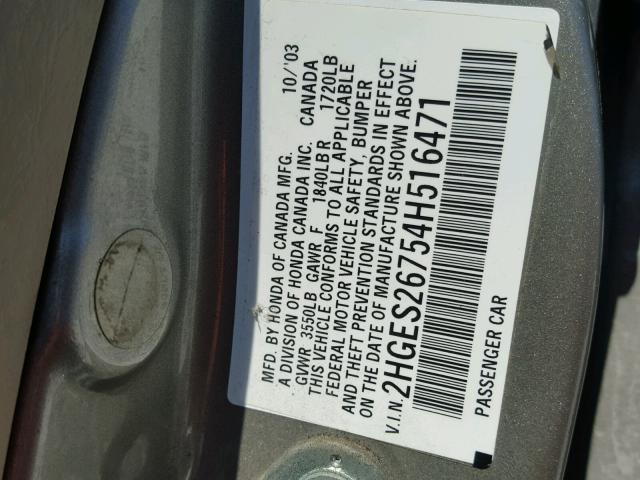 MFD. BY HONDA OF CANADA MFG. 10/'03
A DIVISION OF HONDA CANADA INC. CANADA
GVWR 3550LB GAWR F 1840LB R 1720LB
THIS VEHICLE CONFORMS TO ALL APPLICABLE
FEDERAL MOTOR VEHICLE SAFETY, BUMPER
AND THEFT PREVENTION STANDARDS IN EFFECT
ON THE DATE OF MANUFACTURE SHOWN ABOVE.
V.I.N. 2HGES26754H516471
PASSENGER CAR